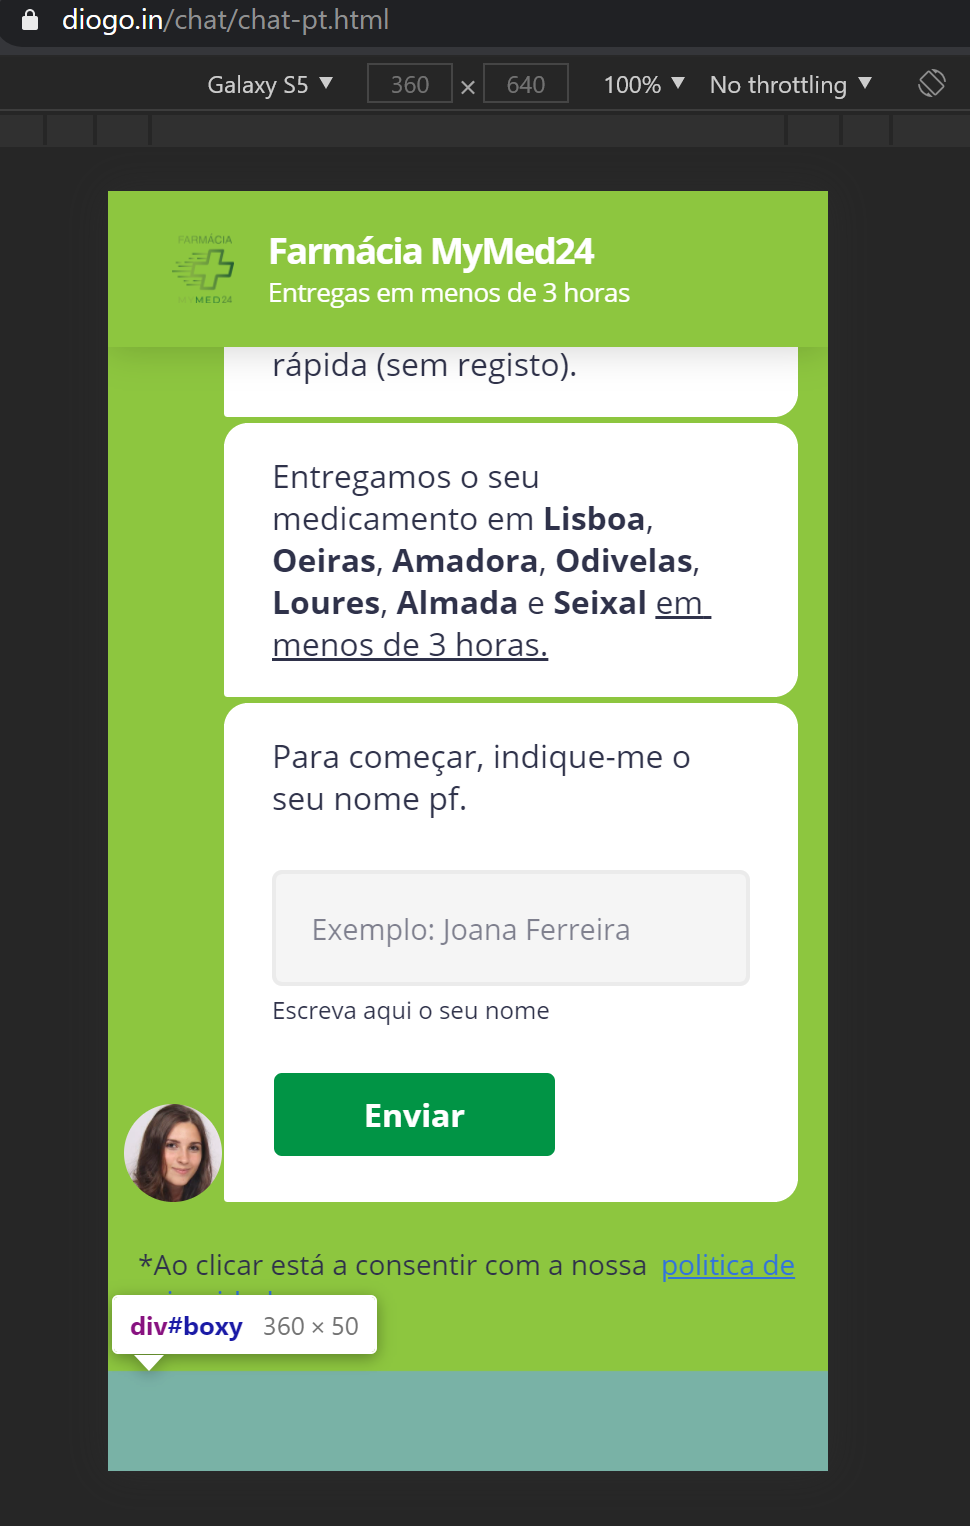 diogo.in/chat/chat-pt.html
Galaxy S5 ▼ 360 × 640 100% ▼ No throttling ▼
FARMÁCIA
MYMED24
Farmácia MyMed24
Entregas em menos de 3 horas
rápida (sem registo).
Entregamos o seu
medicamento em Lisboa,
Oeiras, Amadora, Odivelas,
Loures, Almada e Seixal em
menos de 3 horas.
Para começar, indique-me o
seu nome pf.
Exemplo: Joana Ferreira
Escreva aqui o seu nome
Enviar
*Ao clicar está a consentir com a nossa politica de
div#boxy 360 × 50